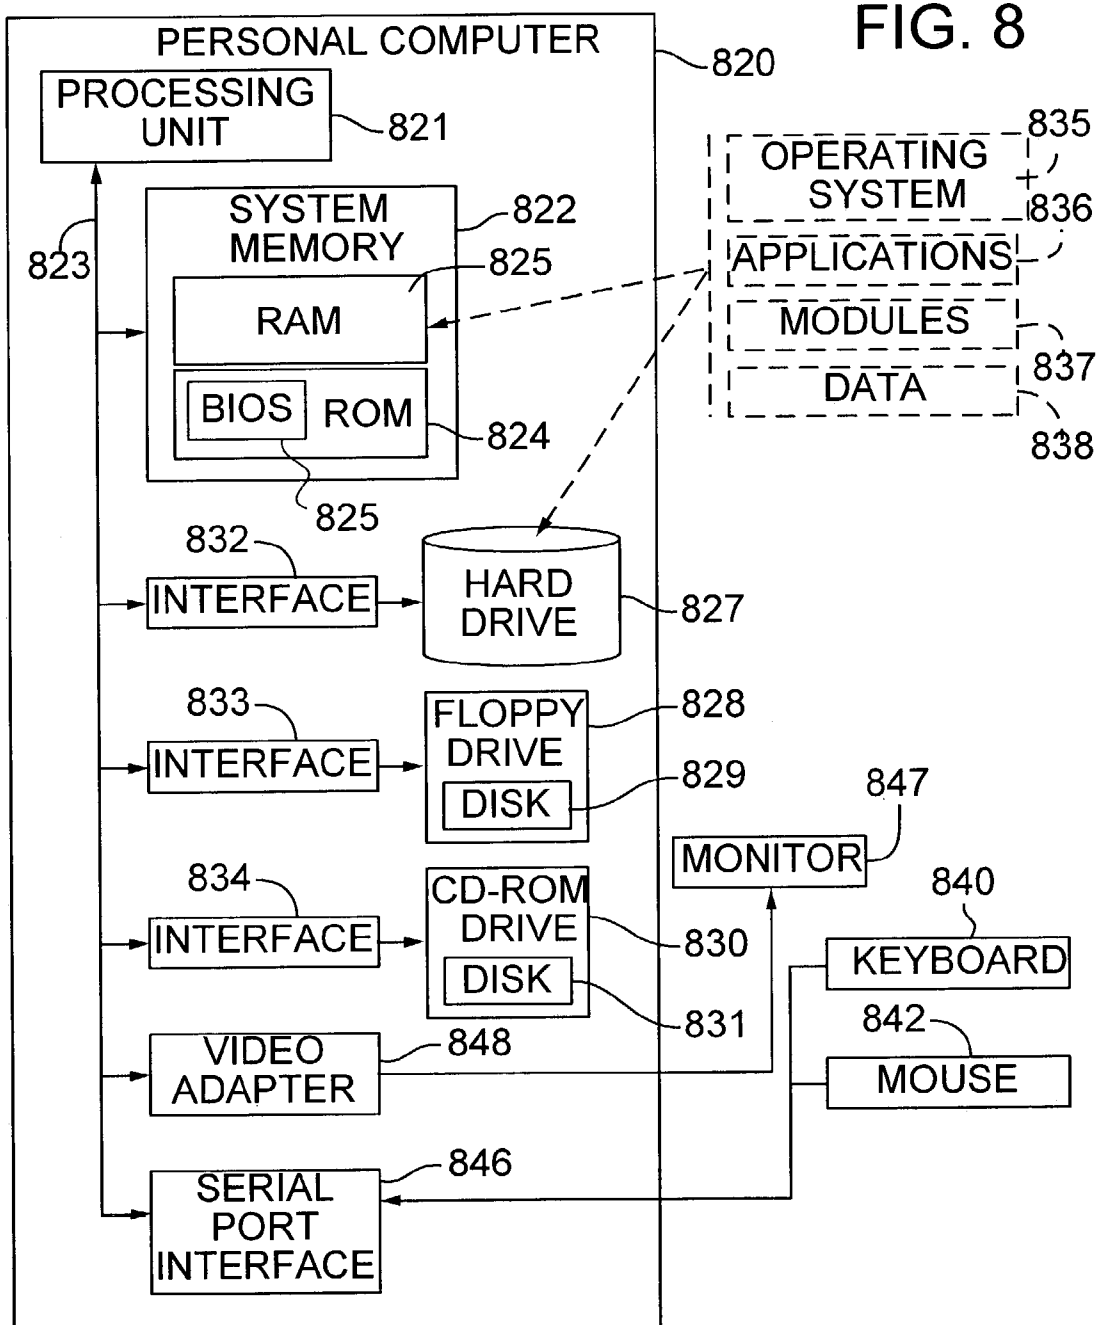 FIG. 8
PERSONAL COMPUTER
820
PROCESSING
UNIT
821
823
SYSTEM
MEMORY
822
825
RAM
BIOS
ROM
824
825
OPERATING
SYSTEM
835
836
APPLICATIONS
MODULES
837
DATA
838
832
INTERFACE
HARD
DRIVE
827
833
INTERFACE
FLOPPY
DRIVE
828
DISK
829
834
INTERFACE
CD-ROM
DRIVE
830
DISK
831
MONITOR
847
840
KEYBOARD
842
MOUSE
VIDEO
ADAPTER
848
SERIAL
PORT
INTERFACE
846